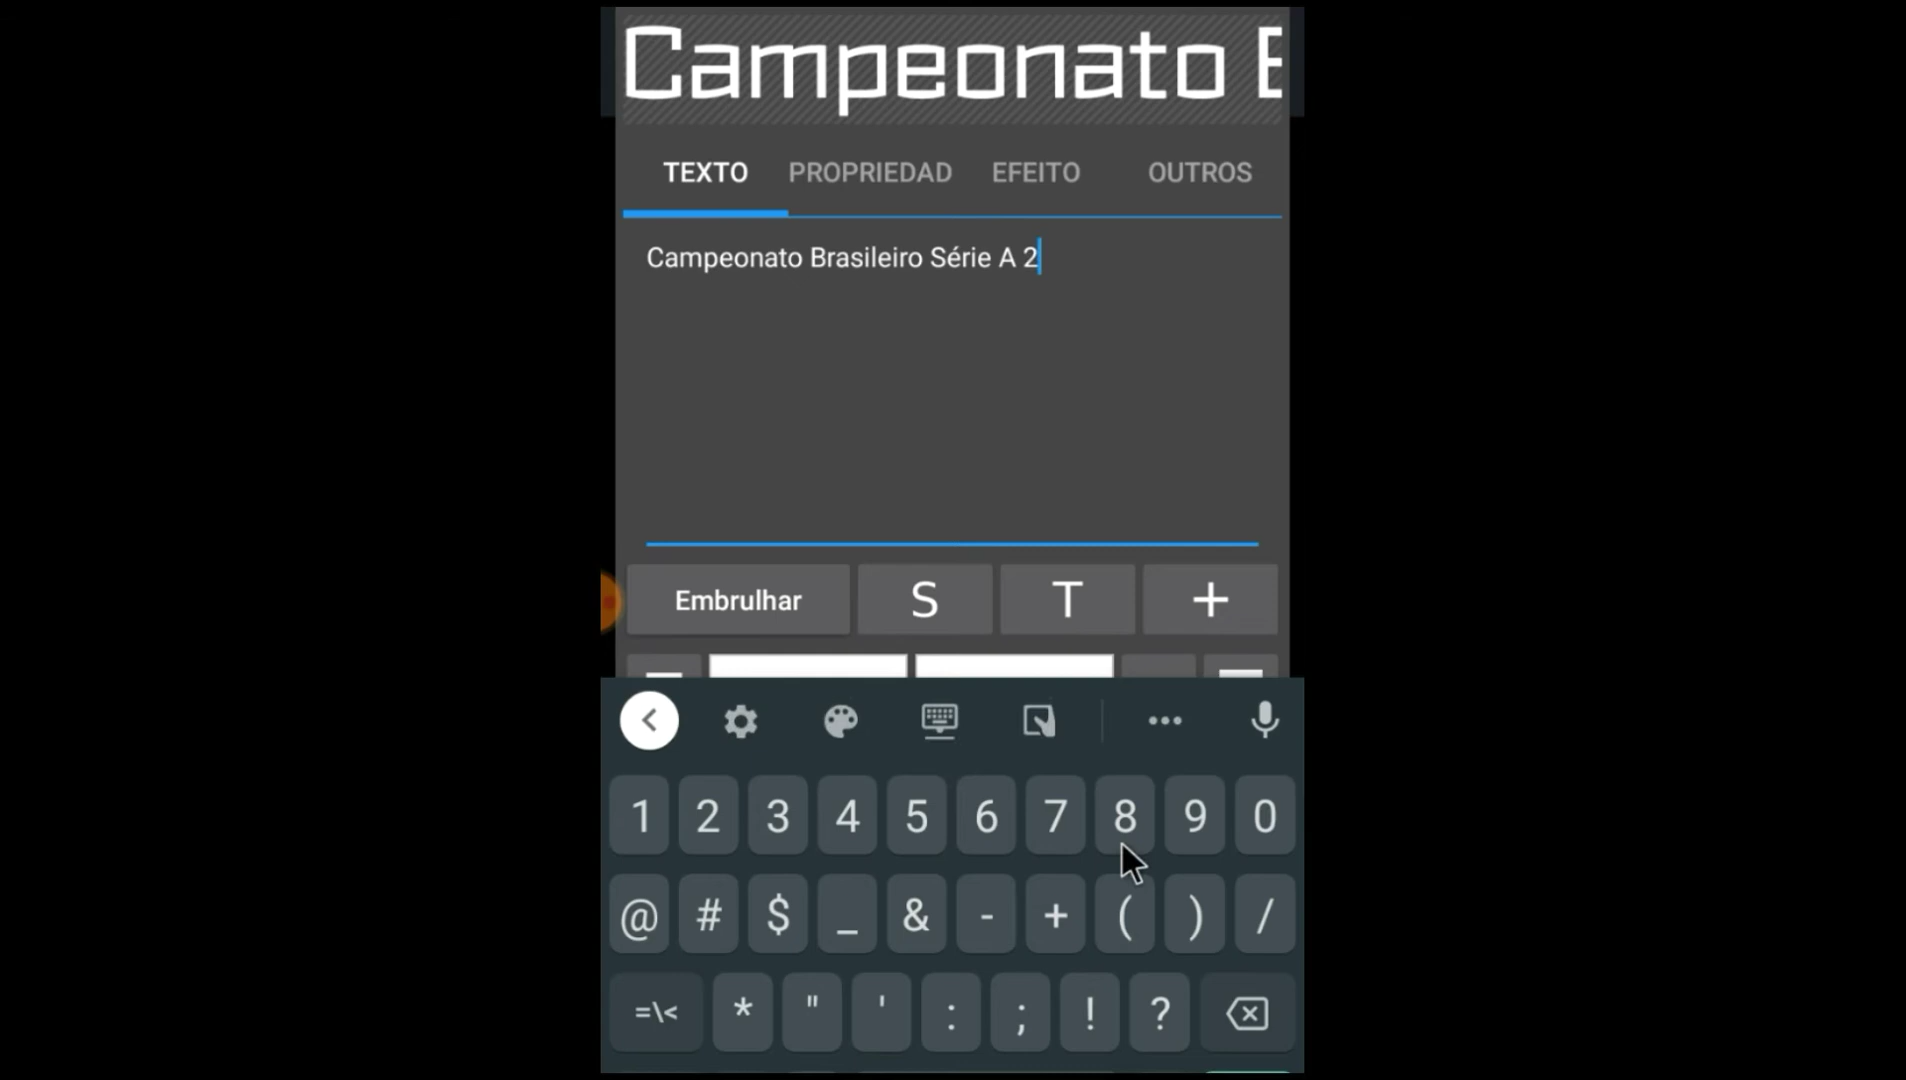 Campeonato B
TEXTO PROPRIEDAD EFEITO OUTROS
Campeonato Brasileiro Série A 2
Embrulhar S T +
1 2 3 4 5 6 7 8 9 0
@ # $ _ & - + ( ) /
=\< * " ' : ; ! ?